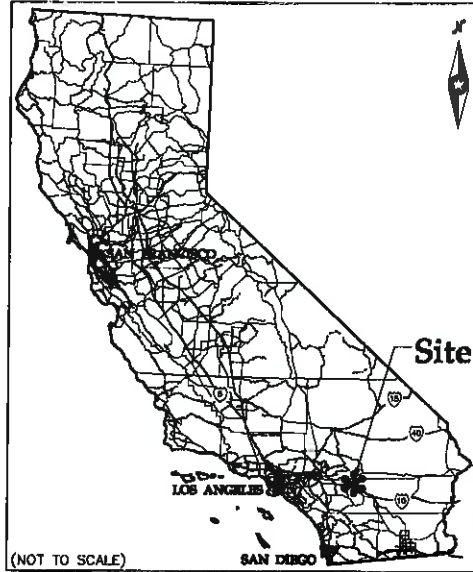 N
SAN FRANCISCO
Site
5
15
40
LOS ANGELES
10
(NOT TO SCALE)
SAN DIEGO